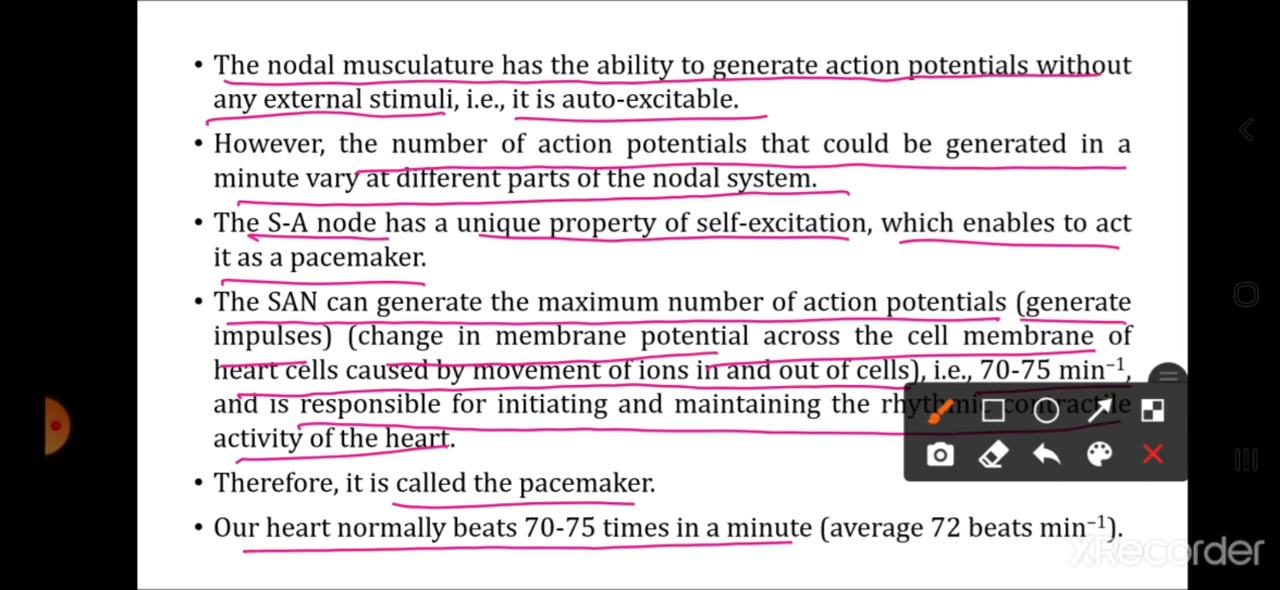 • The nodal musculature has the ability to generate action potentials without
any external stimuli, i.e., it is auto-excitable.
• However, the number of action potentials that could be generated in a
minute vary at different parts of the nodal system.
• The S-A node has a unique property of self-excitation, which enables to act
it as a pacemaker.
• The SAN can generate the maximum number of action potentials (generate
impulses) (change in membrane potential across the cell membrane of
heart cells caused by movement of ions in and out of cells), i.e., 70-75 min⁻¹,
and is responsible for initiating and maintaining the rhythmic contractile
activity of the heart.
• Therefore, it is called the pacemaker.
• Our heart normally beats 70-75 times in a minute (average 72 beats min⁻¹).
XRecorder